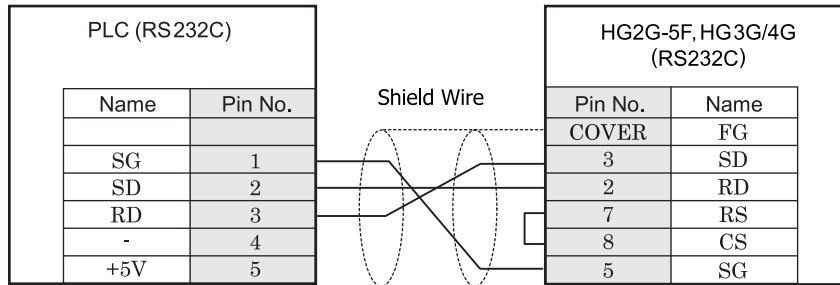 PLC (RS232C)
HG2G-5F, HG3G/4G
(RS232C)
Shield Wire
Name Pin No.
SG 1
SD 2
RD 3
- 4
+5V 5
Pin No. Name
COVER FG
3 SD
2 RD
7 RS
8 CS
5 SG